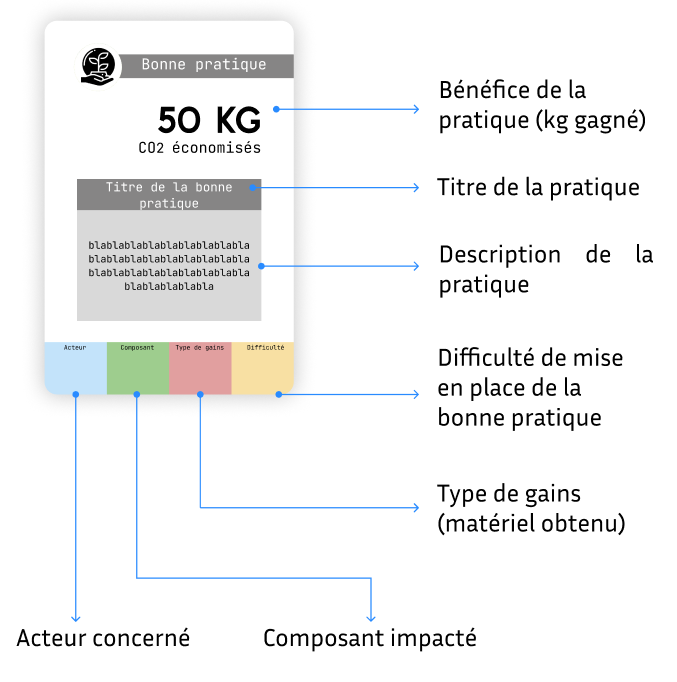 Bonne pratique
50 KG
CO2 économisés
Titre de la bonne
pratique
blablablablablablablablabla
blablablablablablablablabla
blablablablablablablablabla
blablablablabla
Acteur
Composant
Type de gains
Difficulté
Bénéfice de la
pratique (kg gagné)
Titre de la pratique
Description de la
pratique
Difficulté de mise
en place de la
bonne pratique
Type de gains
(matériel obtenu)
Acteur concerné
Composant impacté